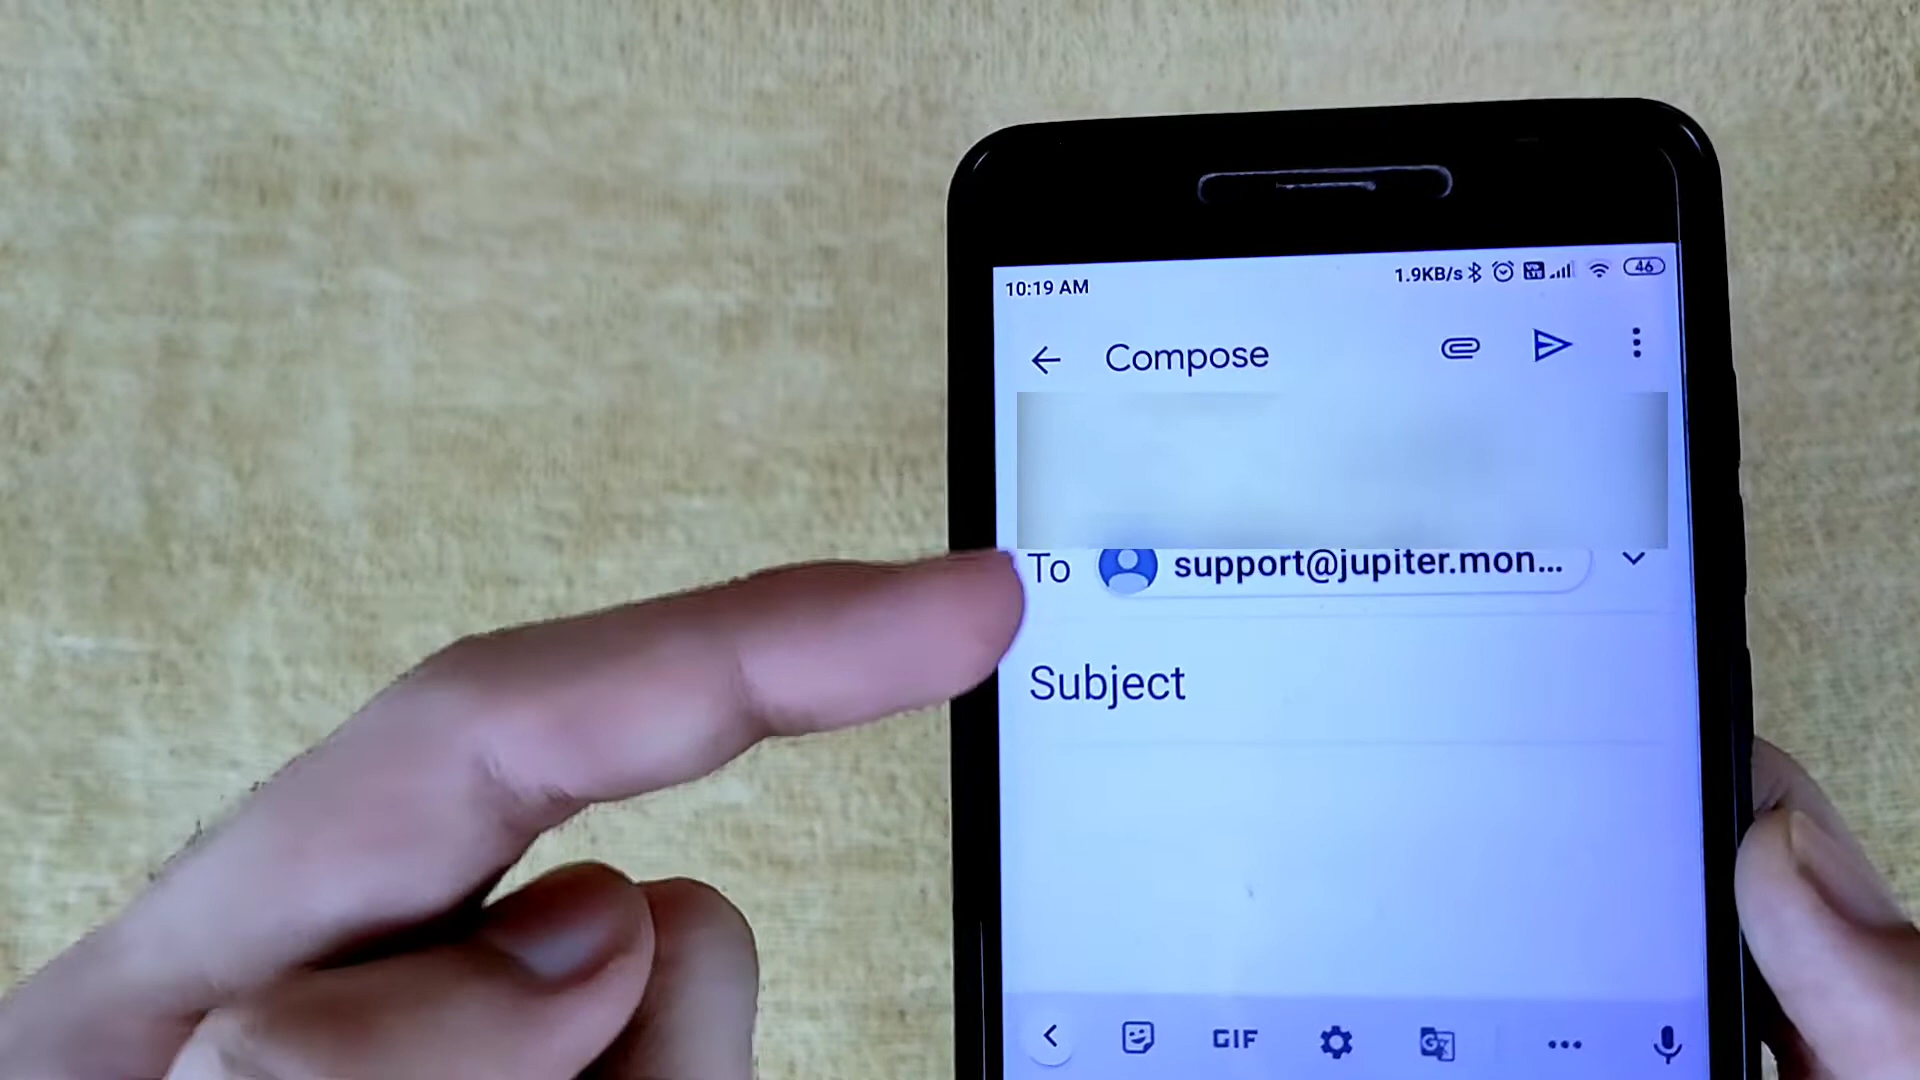 10:19 AM 1.9KB/s 46
Compose
To support@jupiter.mon...
Subject
GIF